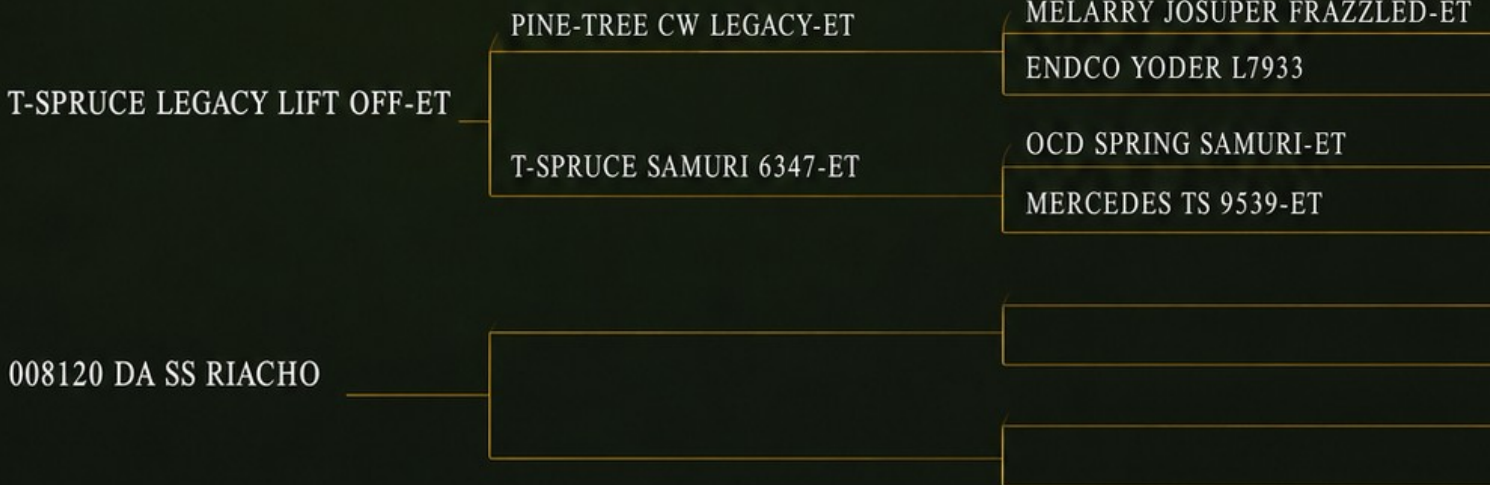 PINE-TREE CW LEGACY-ET
MELARRY JOSUPER FRAZZLED-ET
ENDCO YODER L7933
T-SPRUCE LEGACY LIFT OFF-ET
OCD SPRING SAMURI-ET
T-SPRUCE SAMURI 6347-ET
MERCEDES TS 9539-ET
008120 DA SS RIACHO